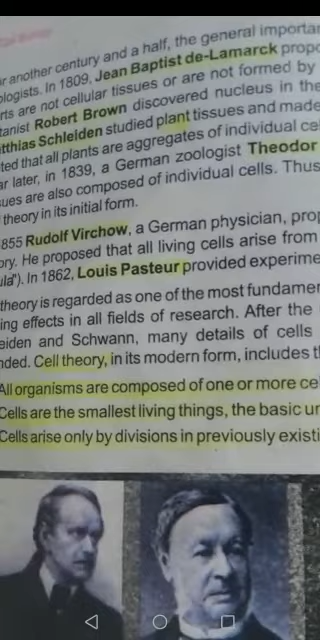 r another century and a half, the general importan
ologists. In 1809, Jean Baptist de-Lamarck propo
rts are not cellular tissues or are not formed by
tanist Robert Brown discovered nucleus in the
tthias Schleiden studied plant tissues and made
ted that all plants are aggregates of individual cel
ar later, in 1839, a German zoologist Theodor
sues are also composed of individual cells. Thus
theory in its initial form.
855 Rudolf Virchow, a German physician, prop
ory. He proposed that all living cells arise from
ula"). In 1862, Louis Pasteur provided experime
theory is regarded as one of the most fundamen
ing effects in all fields of research. After the
eiden and Schwann, many details of cells
nded. Cell theory, in its modern form, includes th
All organisms are composed of one or more ce
Cells are the smallest living things, the basic un
Cells arise only by divisions in previously existi